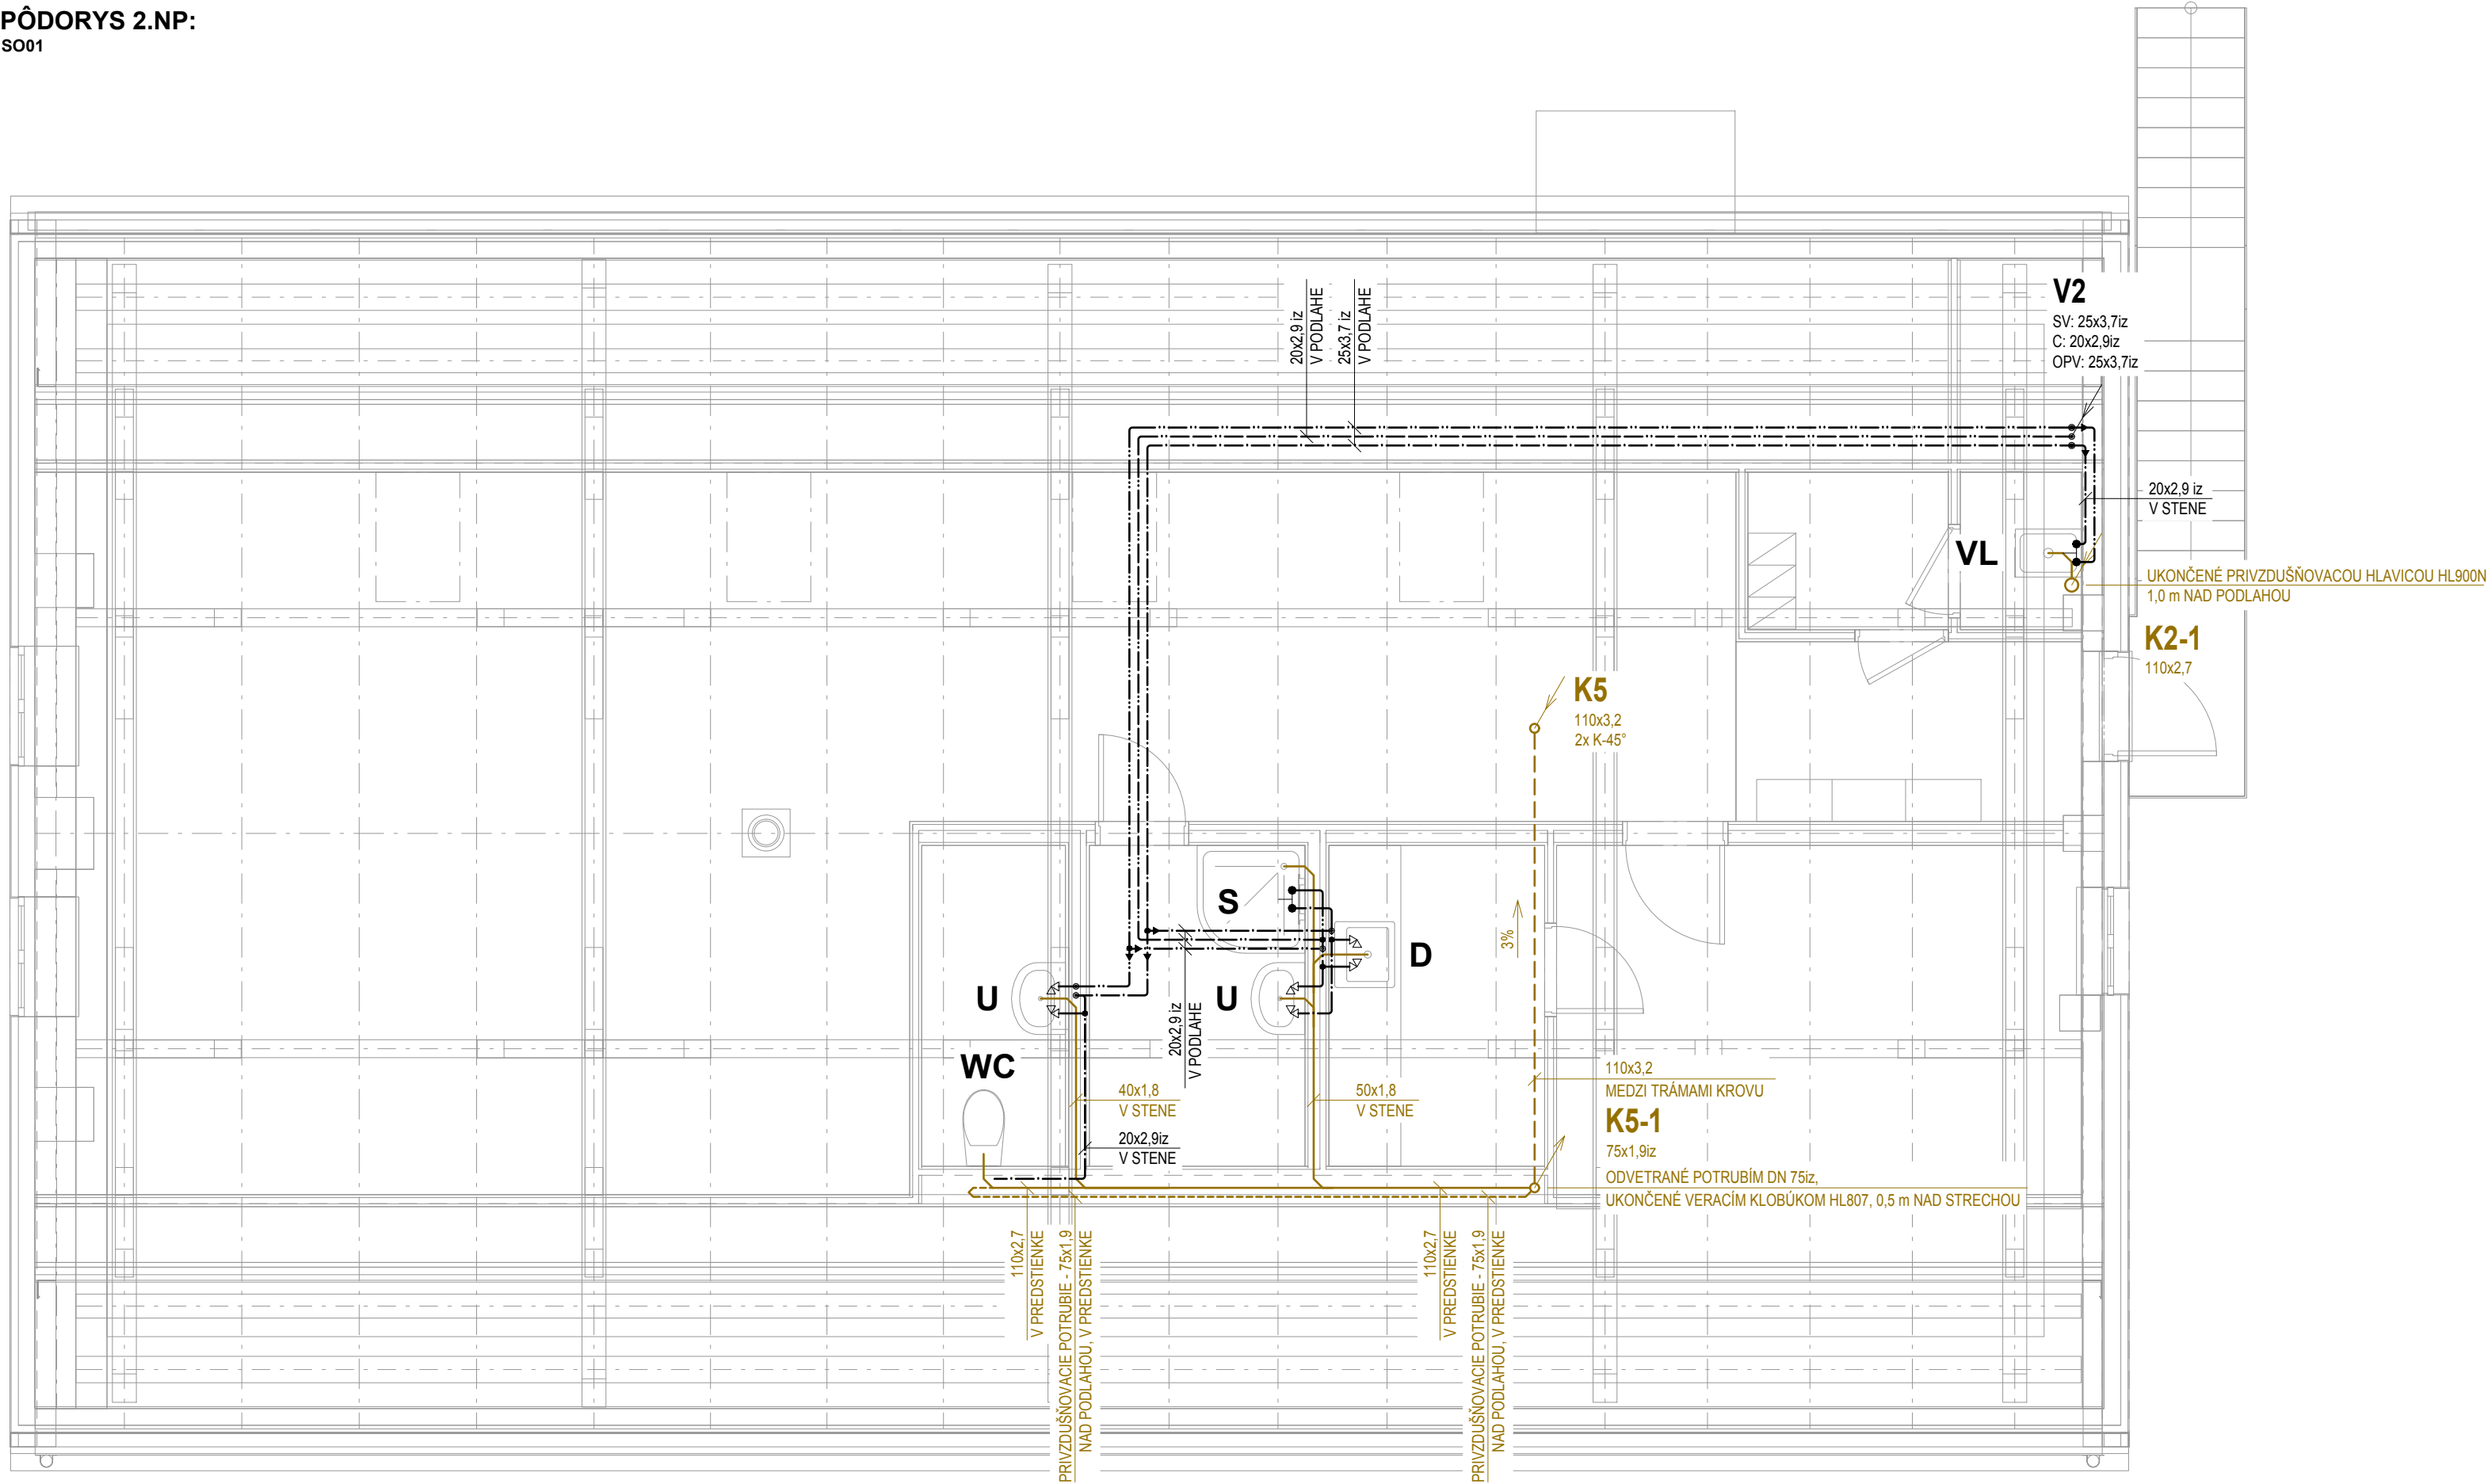 PÔDORYS 2.NP:
SO01
V2
SV: 25x3,7iz
C: 20x2,9iz
OPV: 25x3,7iz
20x2,9 iz
V PODLAHE
25x3,7 iz
V PODLAHE
20x2,9 iz
V STENE
VL
UKONČENÉ PRIVZDUŠŇOVACOU HLAVICOU HL900N
1,0 m NAD PODLAHOU
K2-1
110x2,7
K5
110x3,2
2x K-45°
S
D
3%
U
U
20x2,9 iz
V PODLAHE
WC
40x1,8
V STENE
50x1,8
V STENE
20x2,9iz
V STENE
110x3,2
MEDZI TRÁMAMI KROVU
K5-1
75x1,9iz
ODVETRANÉ POTRUBÍM DN 75iz,
UKONČENÉ VERACÍM KLOBÚKOM HL807, 0,5 m NAD STRECHOU
110x2,7
V PREDSTIENKE
PRIVZDUŠŇOVACIE POTRUBIE - 75x1,9
NAD PODLAHOU, V PREDSTIENKE
110x2,7
V PREDSTIENKE
PRIVZDUŠŇOVACIE POTRUBIE - 75x1,9
NAD PODLAHOU, V PREDSTIENKE